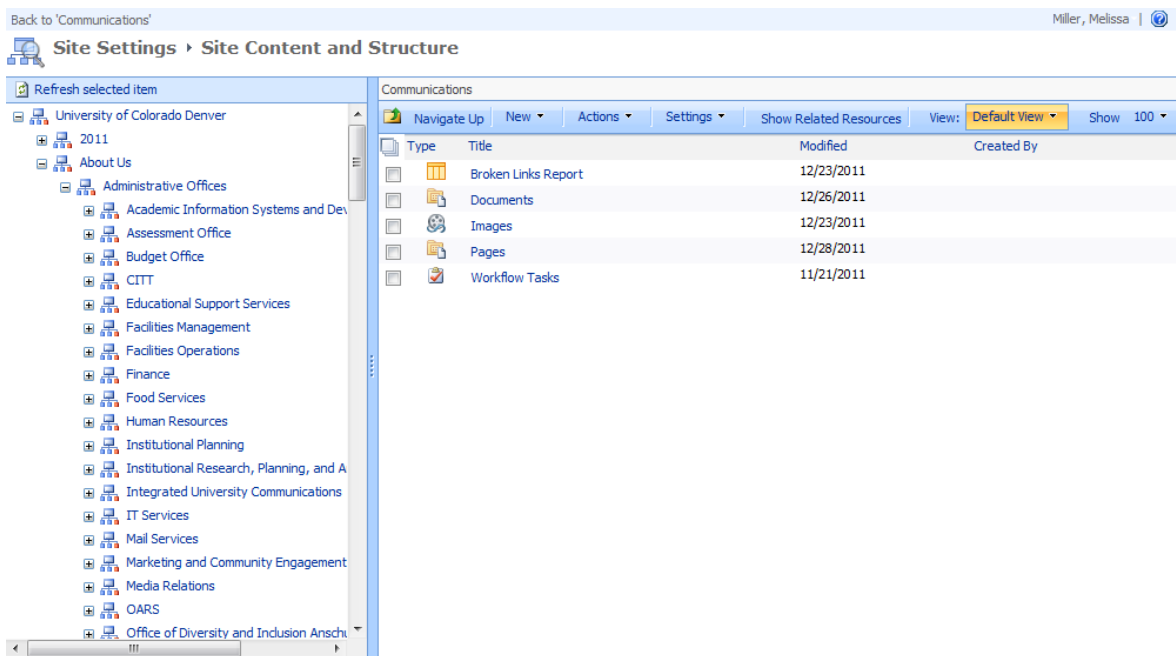 Back to 'Communications'
Miller, Melissa |
Site Settings ‣ Site Content and Structure
Refresh selected item
University of Colorado Denver
2011
About Us
Administrative Offices
Academic Information Systems and Dev
Assessment Office
Budget Office
CITT
Educational Support Services
Facilities Management
Facilities Operations
Finance
Food Services
Human Resources
Institutional Planning
Institutional Research, Planning, and A
Integrated University Communications
IT Services
Mail Services
Marketing and Community Engagement
Media Relations
OARS
Office of Diversity and Inclusion Anschu
Communications
Navigate Up New Actions Settings Show Related Resources View: Default View Show 100
Type Title Modified Created By
Broken Links Report 12/23/2011
Documents 12/26/2011
Images 12/23/2011
Pages 12/28/2011
Workflow Tasks 11/21/2011